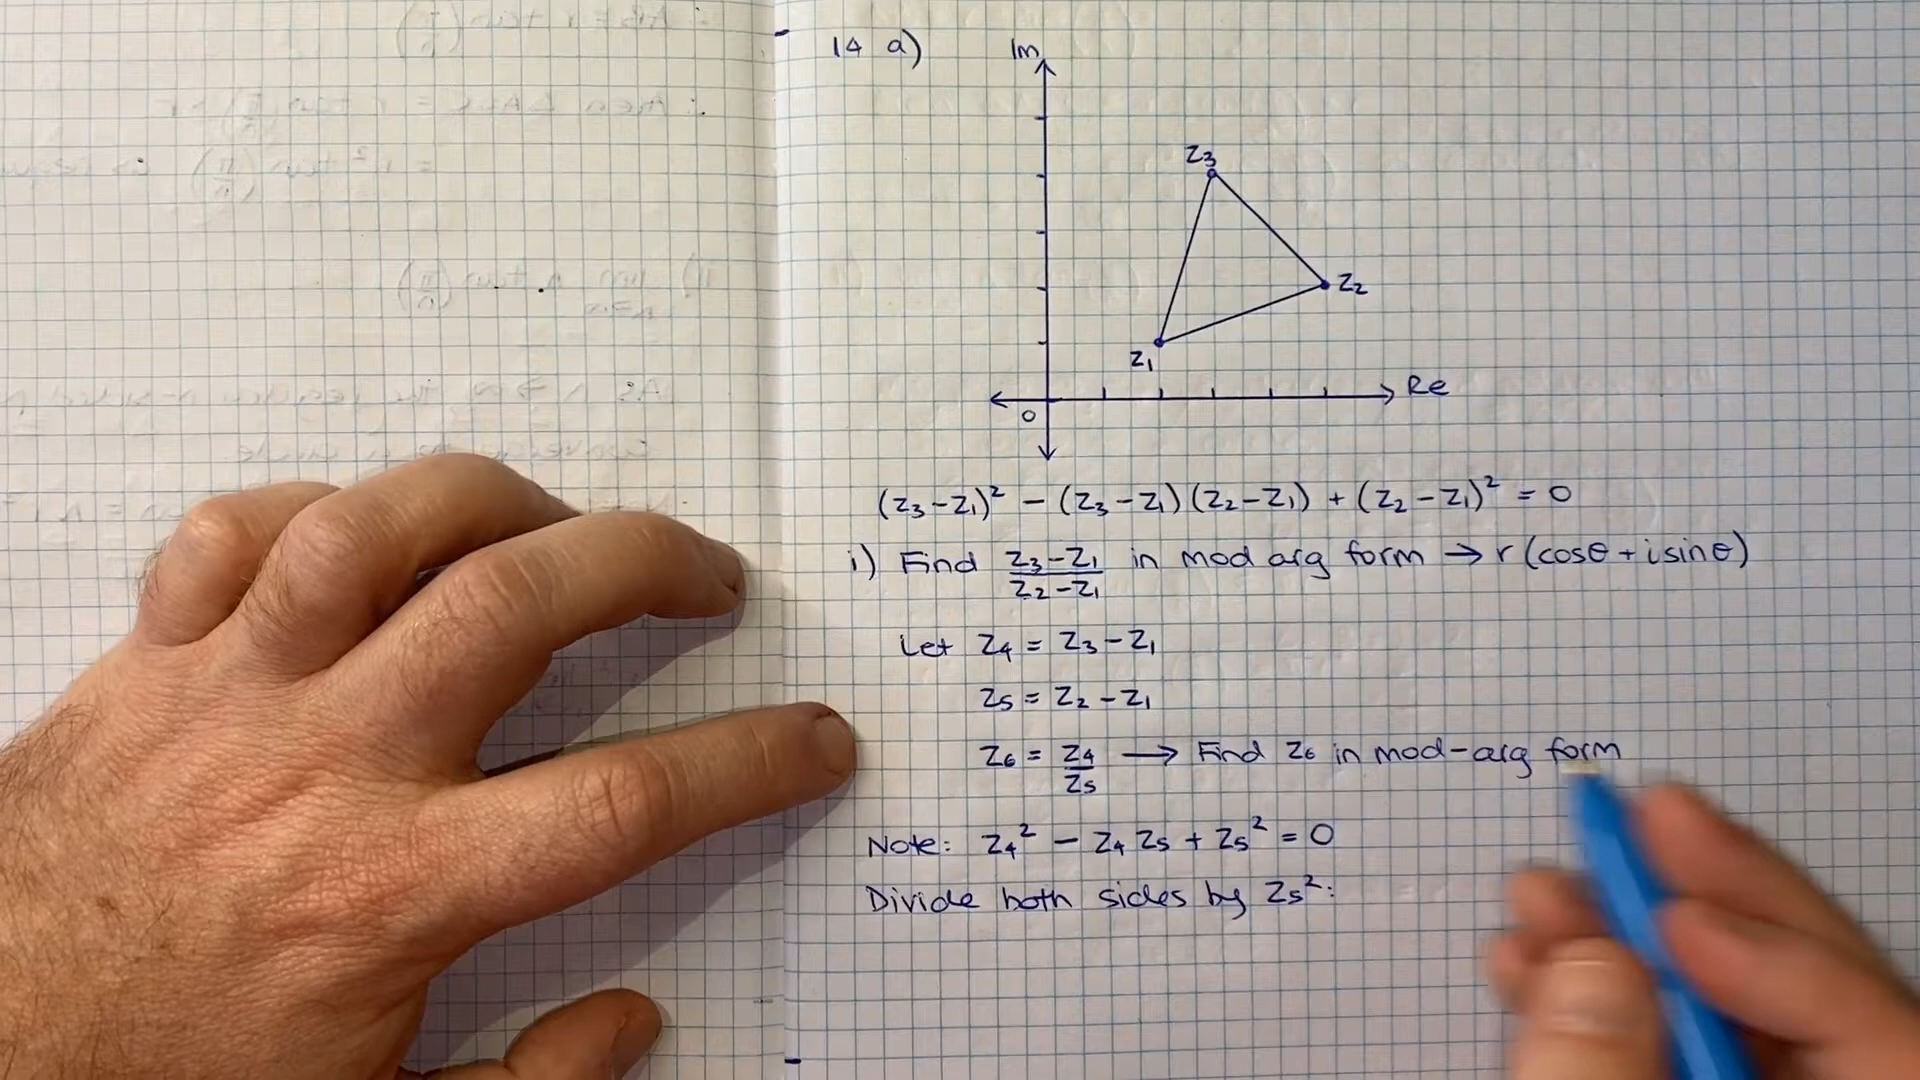 14 a)
Im
Z₃
Z₂
Z₁
Re
0
(Z₃-Z₁)² - (Z₃-Z₁)(Z₂-Z₁) + (Z₂-Z₁)² = 0
i) Find Z₃-Z₁/Z₂-Z₁ in mod arg form → r(cosθ + isinθ)
Let Z₄ = Z₃-Z₁
Z₅ = Z₂-Z₁
Z₆ = Z₄/Z₅ → Find Z₆ in mod-arg form
Note: Z₄² - Z₄Z₅ + Z₅² = 0
Divide both sides by Z₅²: